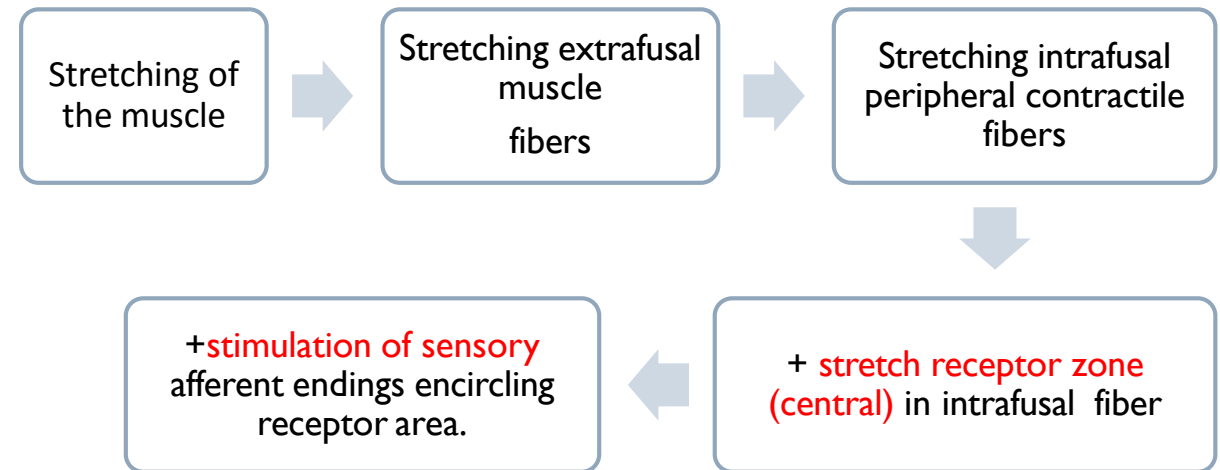 Stretching of
the muscle
Stretching extrafusal
muscle
fibers
Stretching intrafusal
peripheral contractile
fibers
+ stretch receptor zone
(central) in intrafusal fiber
+stimulation of sensory
afferent endings encircling
receptor area.